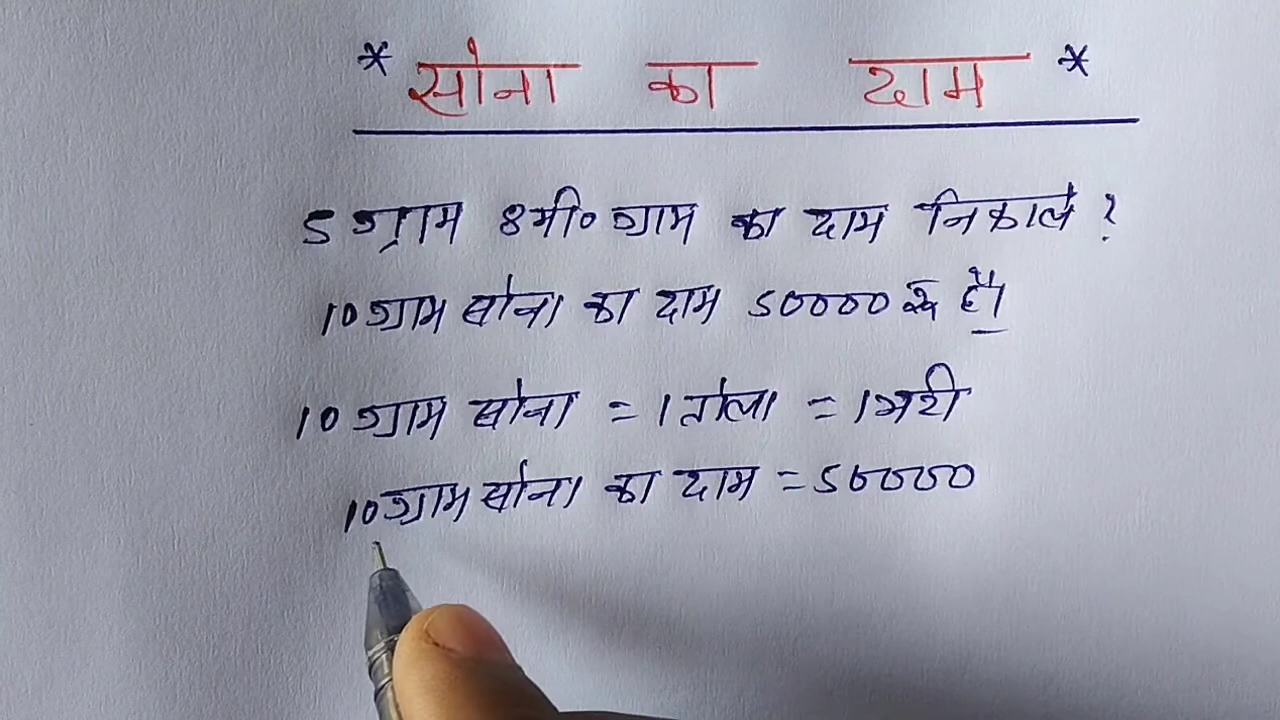 * सोना का दाम *
5 ग्राम 8 मी० ग्राम का दाम निकाले ?
10 ग्राम सोना का दाम 50000 रु है।
10 ग्राम सोना = 1 तोला = 1 भरी
10 ग्राम सोना का दाम = 50000